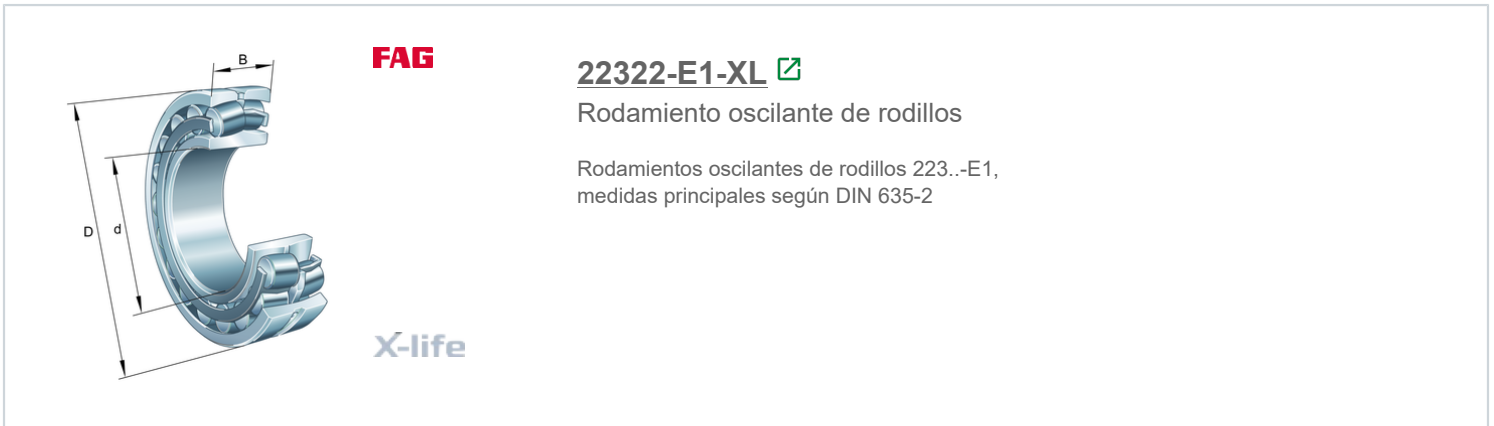 B
FAG
22322-E1-XL
Rodamiento oscilante de rodillos
Rodamientos oscilantes de rodillos 223..-E1,
medidas principales según DIN 635-2
D
d
X-life